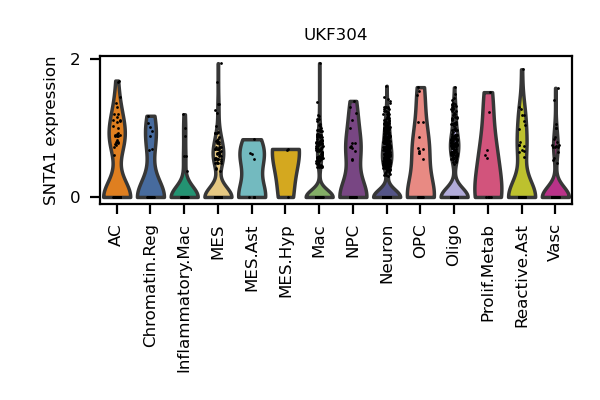 UKF304
SNTA1 expression
2
0
AC
Chromatin.Reg
Inflammatory.Mac
MES
MES.Ast
MES.Hyp
Mac
NPC
Neuron
OPC
Oligo
Prolif.Metab
Reactive.Ast
Vasc